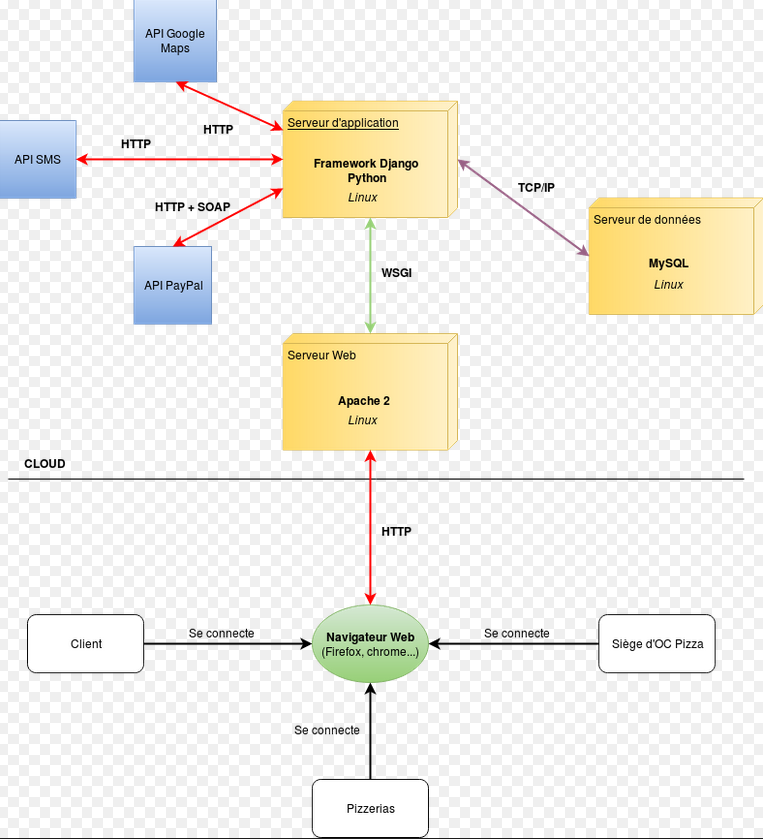 API Google
Maps
HTTP
API SMS
HTTP
HTTP + SOAP
API PayPal
Serveur d'application
Framework Django
Python
Linux
TCP/IP
Serveur de données
MySQL
Linux
WSGI
Serveur Web
Apache 2
Linux
CLOUD
HTTP
Client
Se connecte
Navigateur Web
(Firefox, chrome...)
Se connecte
Siège d'OC Pizza
Se connecte
Pizzerias